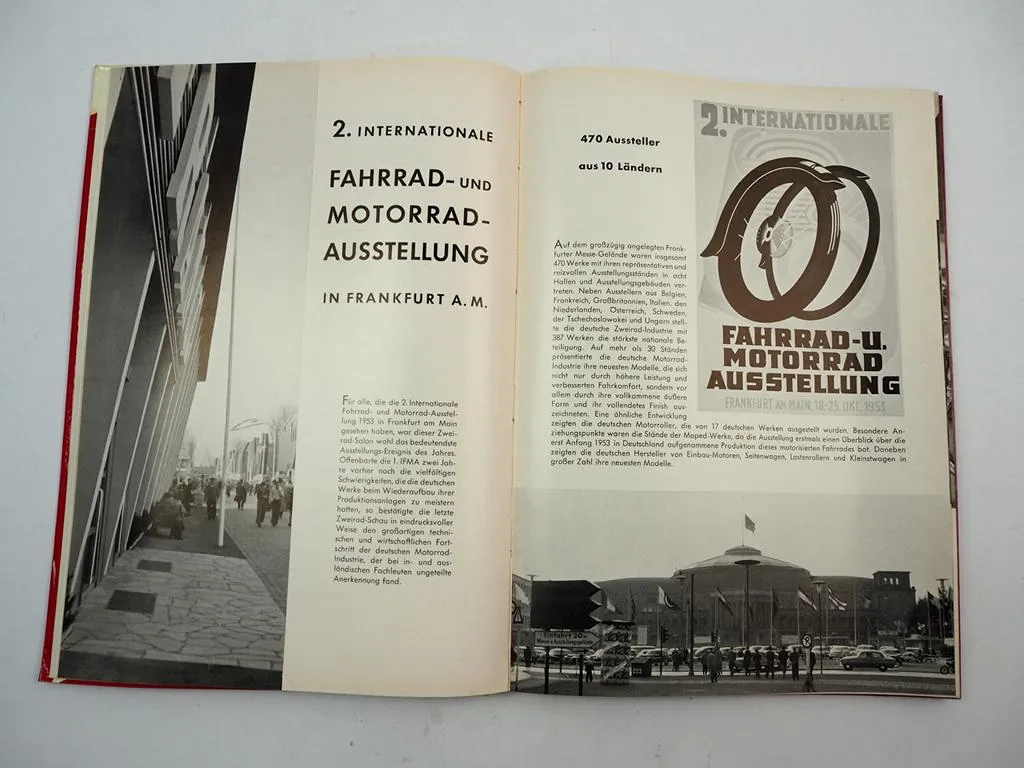 2. INTERNATIONALE
FAHRRAD- UND
MOTORRAD-
AUSSTELLUNG
IN FRANKFURT A. M.
Für alle, die die 2. Internationale
Fahrrad- und Motorrad-Ausstel-
lung 1953 in Frankfurt am Main
gesehen haben, war dieser Zwei-
rad-Salon wohl das bedeutendste
Ausstellungs-Ereignis des Jahres.
Offenbarte die 1. IFMA zwei Jah-
re vorher noch die vielfältigen
Schwierigkeiten, die die deutschen
Werke beim Wiederaufbau ihrer
Produktionsanlagen zu meistern
hatten, so bestätigte die letzte
Zweirad-Schau in eindrucksvoller
Weise den großartigen techni-
schen und wirtschaftlichen Fort-
schritt der deutschen Motorrad-
Industrie, der bei in- und aus-
ländischen Fachleuten ungeteilte
Anerkennung fand.
470 Aussteller
aus 10 Ländern
Auf dem großzügig angelegten Frank-
furter Messe-Gelände waren insgesamt
470 Werke mit ihren repräsentativen und
reizvollen Ausstellungsständen in acht
Hallen und Ausstellungsgebäuden ver-
treten. Neben Ausstellern aus Belgien,
Frankreich, Großbritannien, Italien, den
Niederlanden, Österreich, Schweden,
der Tschechoslowakei und Ungarn stell-
te die deutsche Zweirad-Industrie mit
387 Werken die stärkste nationale Be-
teiligung. Auf mehr als 30 Ständen
präsentierte die deutsche Motorrad-
Industrie ihre neuesten Modelle, die sich
nicht nur durch höhere Leistung und
verbesserten Fahrkomfort, sondern vor
allem durch ihre vollkommene äußere
Form und ihr vollendetes Finish aus-
zeichneten. Eine ähnliche Entwicklung
zeigten die deutschen Motorroller, die von 17 deutschen Werken ausgestellt wurden. Besondere An-
ziehungspunkte waren die Stände der Moped-Werke, da die Ausstellung erstmals einen Überblick über die
erst Anfang 1953 in Deutschland aufgenommene Produktion dieses motorisierten Fahrrades bot. Daneben
zeigten die deutschen Hersteller von Einbau-Motoren, Seitenwagen, Lastenrollern und Kleinstwagen in
großer Zahl ihre neuesten Modelle.
2. INTERNATIONALE
FAHRRAD-U.
MOTORRAD
AUSSTELLUNG
FRANKFURT AM MAIN, 18.-25. OKT. 1953
Einfahrt 30m
Messe-u. Ausstellungsgelände